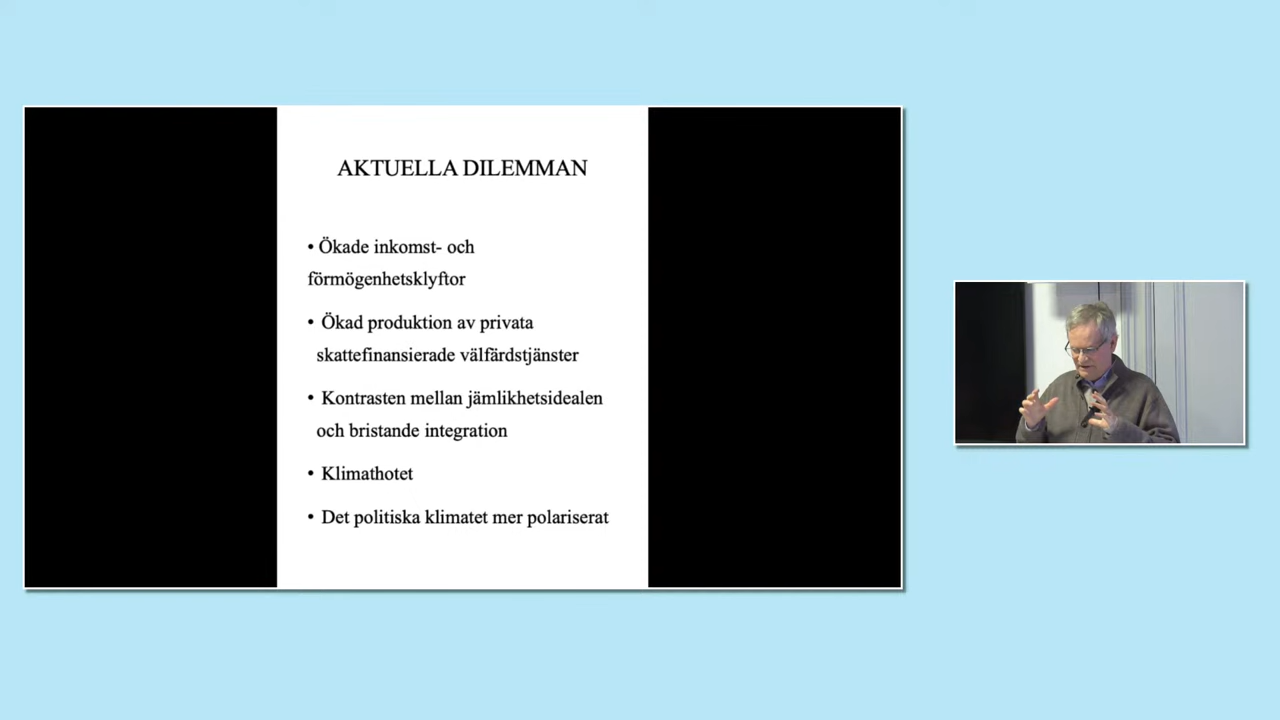 AKTUELLA DILEMMAN
• Ökade inkomst- och
förmögenhetsklyftor
• Ökad produktion av privata
skattefinansierade välfärdstjänster
• Kontrasten mellan jämlikhetsidealen
och bristande integration
• Klimathotet
• Det politiska klimatet mer polariserat